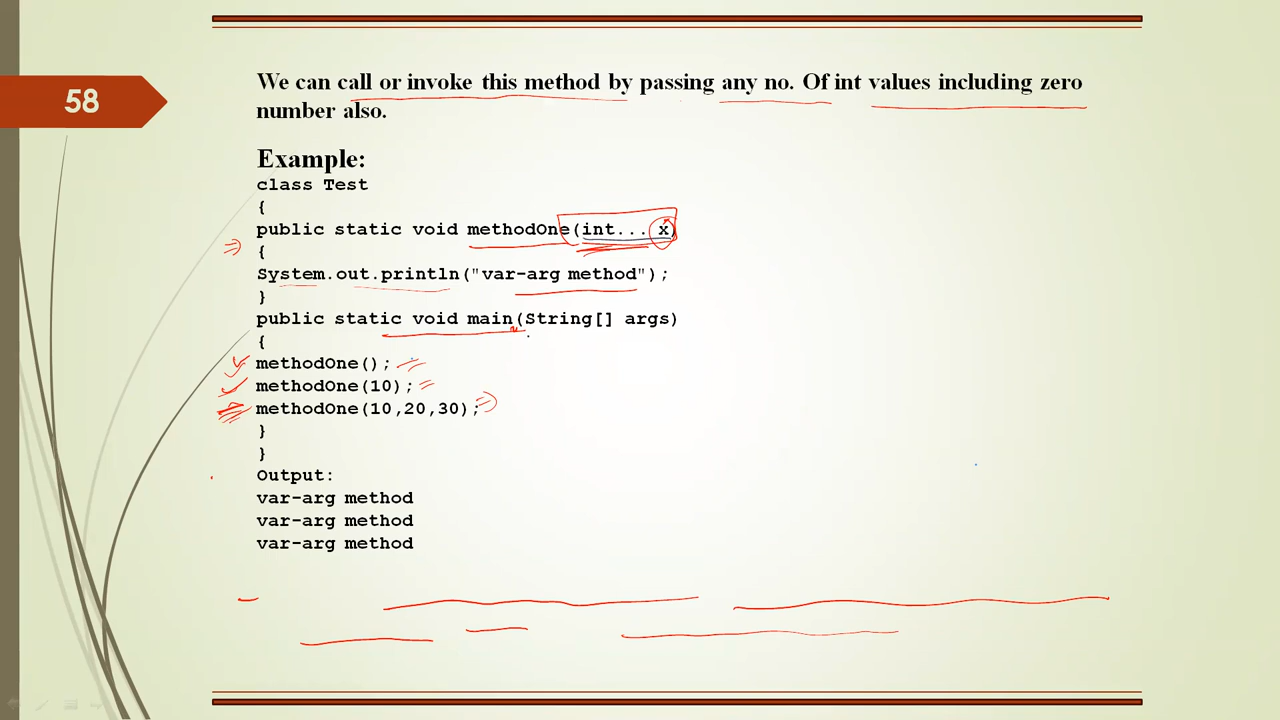 58
We can call or invoke this method by passing any no. Of int values including zero
number also.
Example:
class Test
{
public static void methodOne(int... x)
{
System.out.println("var-arg method");
}
public static void main(String[] args)
{
methodOne();
methodOne(10);
methodOne(10,20,30);
}
}
Output:
var-arg method
var-arg method
var-arg method